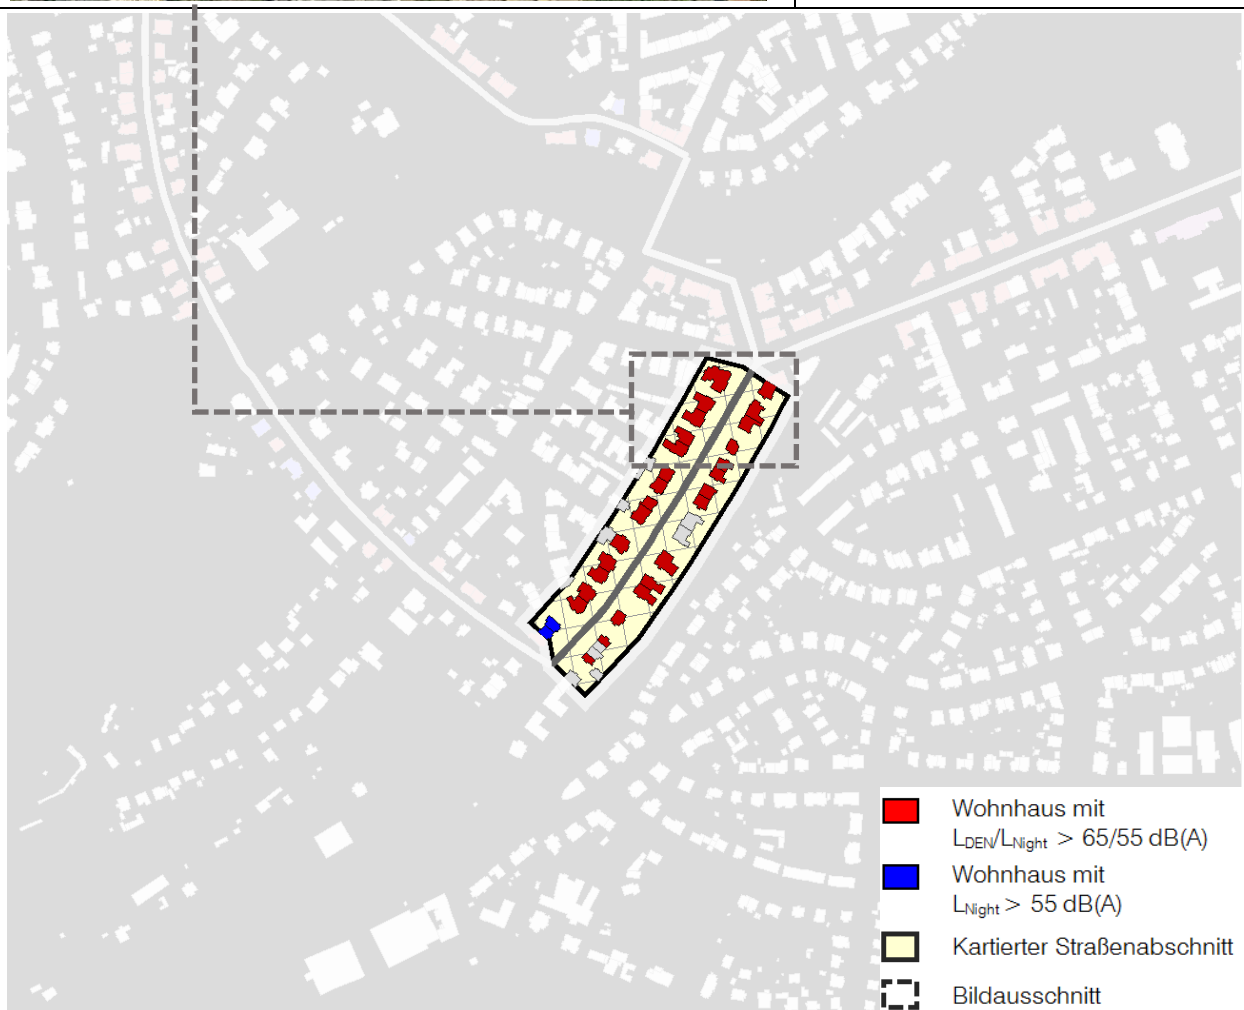 Wohnhaus mit
LDEN/LNight > 65/55 dB(A)
Wohnhaus mit
LNight > 55 dB(A)
Kartierter Straßenabschnitt
Bildausschnitt